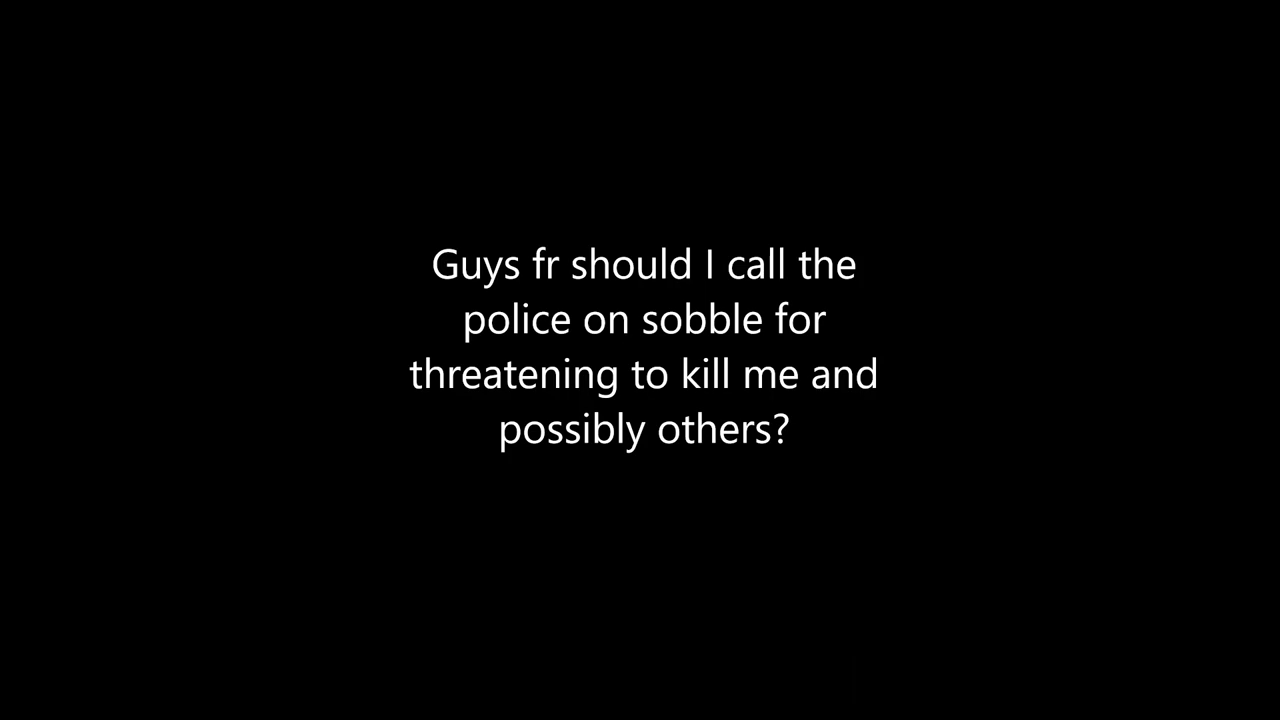 Guys fr should I call the
police on sobble for
threatening to kill me and
possibly others?